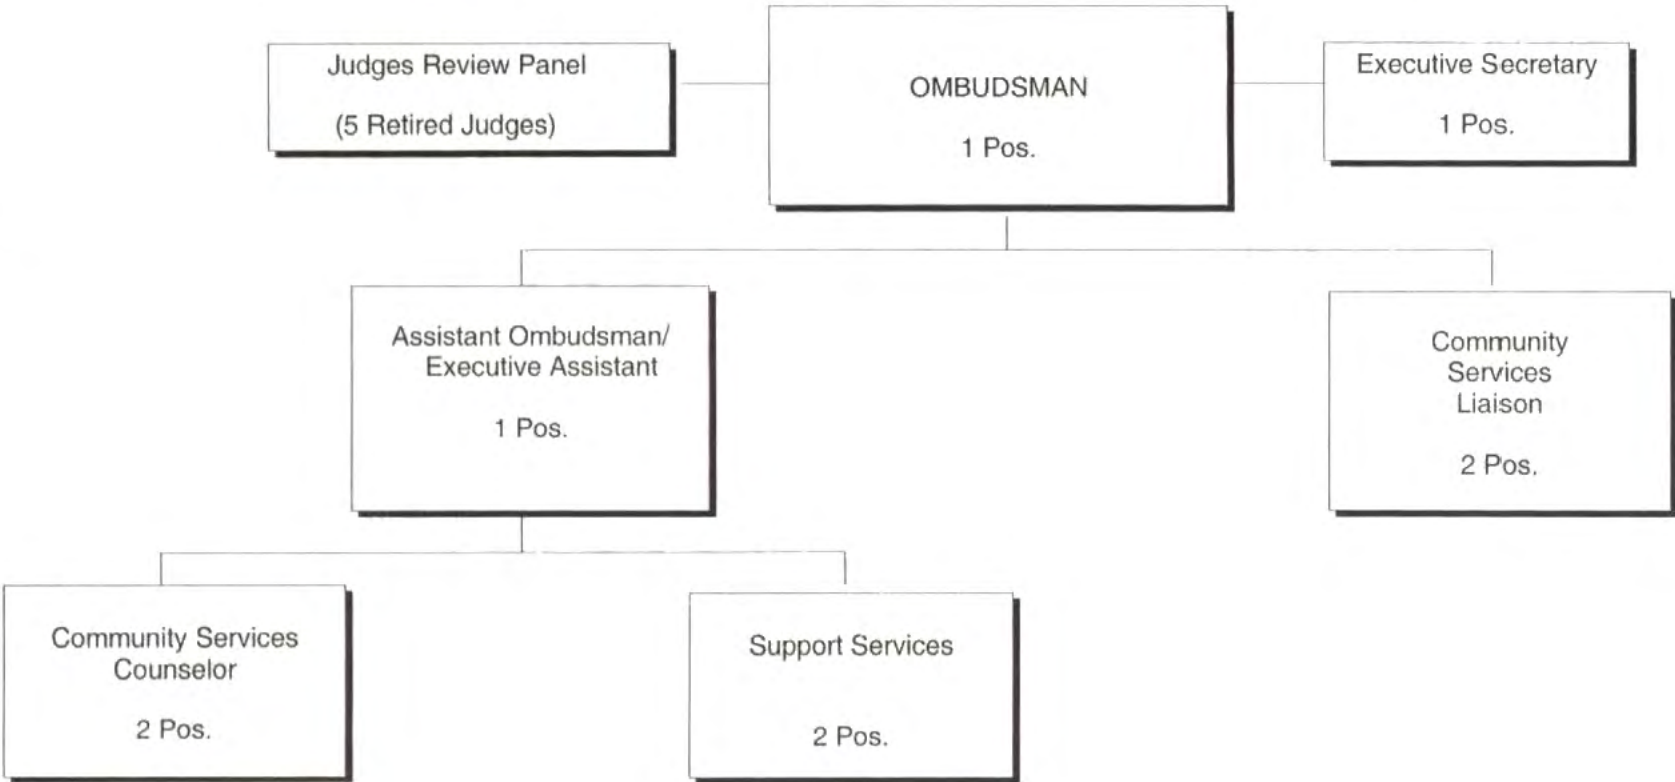 Judges Review Panel
(5 Retired Judges)
OMBUDSMAN
1 Pos.
Executive Secretary
1 Pos.
Assistant Ombudsman/
Executive Assistant
1 Pos.
Community
Services
Liaison
2 Pos.
Community Services
Counselor
2 Pos.
Support Services
2 Pos.